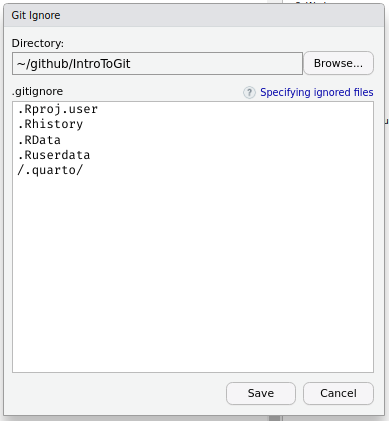 Git Ignore
Directory:
~/github/IntroToGit
Browse...
.gitignore
? Specifying ignored files
.Rproj.user
.Rhistory
.RData
.Ruserdata
/.quarto/
Save
Cancel